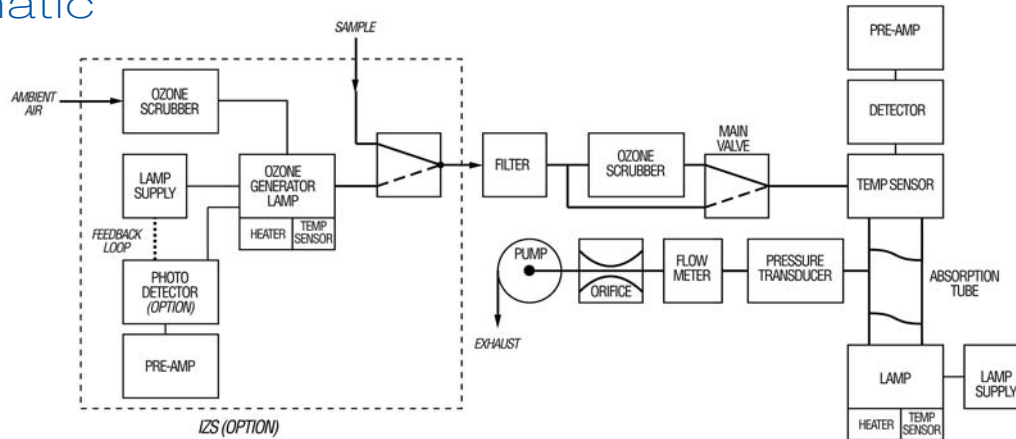 matic
SAMPLE
AMBIENT
AIR
OZONE
SCRUBBER
LAMP
SUPPLY
FEEDBACK
LOOP
OZONE
GENERATOR
LAMP
HEATER
TEMP
SENSOR
PHOTO
DETECTOR
(OPTION)
PRE-AMP
IZS (OPTION)
FILTER
OZONE
SCRUBBER
MAIN
VALVE
PRE-AMP
DETECTOR
TEMP SENSOR
PUMP
EXHAUST
ORIFICE
FLOW
METER
PRESSURE
TRANSDUCER
ABSORPTION
TUBE
LAMP
HEATER
TEMP
SENSOR
LAMP
SUPPLY